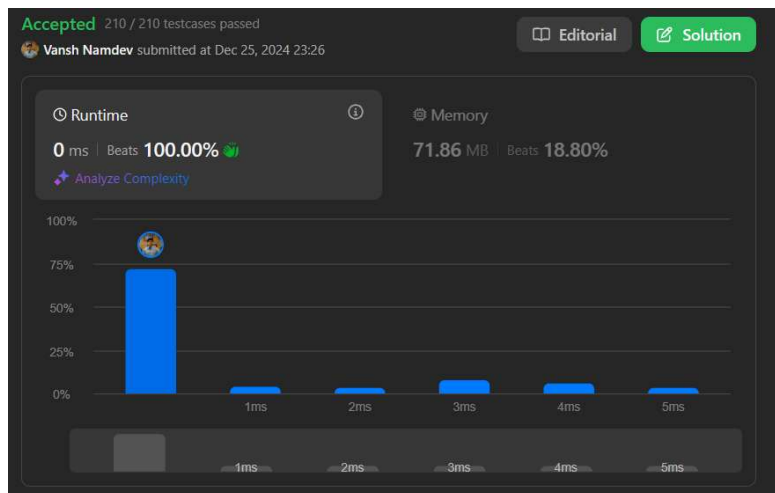 Accepted 210 / 210 testcases passed
Vansh Namdev submitted at Dec 25, 2024 23:26
Editorial
Solution
Runtime
0 ms | Beats 100.00%
Analyze Complexity
Memory
71.86 MB | Beats 18.80%
100%
75%
50%
25%
0%
1ms 2ms 3ms 4ms 5ms
1ms 2ms 3ms 4ms 5ms